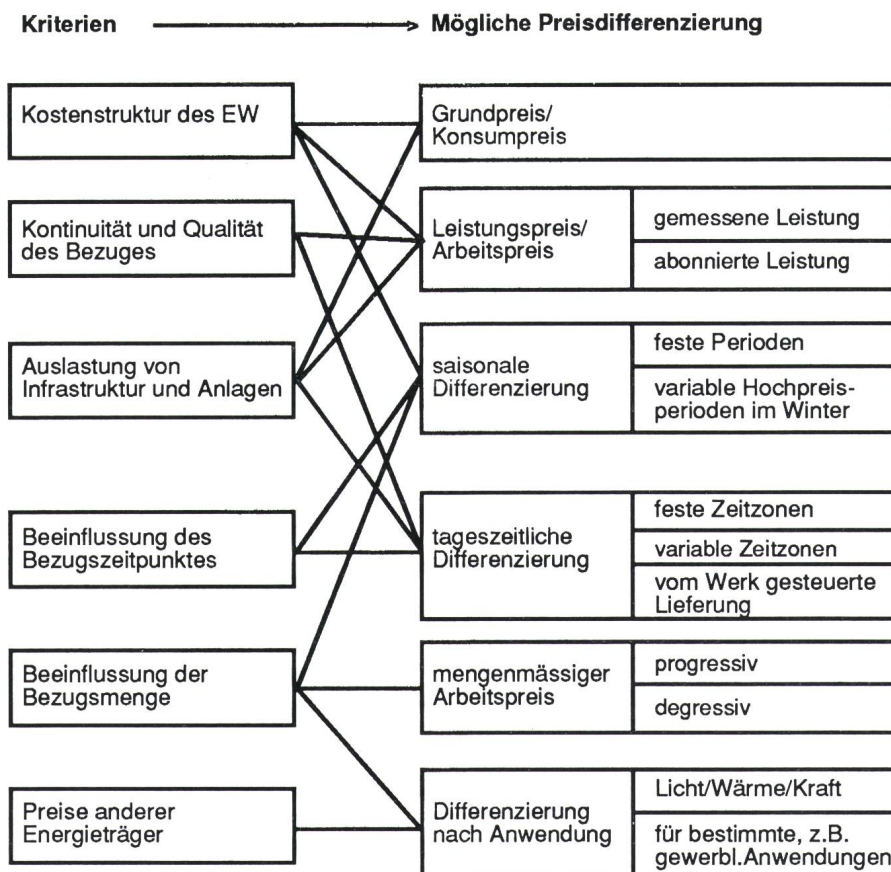 Kriterien
Mögliche Preisdifferenzierung
Kostenstruktur des EW
Grundpreis/
Konsumpreis
Kontinuität und Qualität
des Bezuges
Leistungspreis/
Arbeitspreis
gemessene Leistung
abonnierte Leistung
Auslastung von
Infrastruktur und Anlagen
saisonale
Differenzierung
feste Perioden
variable Hochpreis-
perioden im Winter
Beeinflussung des
Bezugszeitpunktes
tageszeitliche
Differenzierung
feste Zeitzonen
variable Zeitzonen
vom Werk gesteuerte
Lieferung
Beeinflussung der
Bezugsmenge
mengenmässiger
Arbeitspreis
progressiv
degressiv
Preise anderer
Energieträger
Differenzierung
nach Anwendung
Licht/Wärme/Kraft
für bestimmte, z.B.
gewerbl.Anwendungen